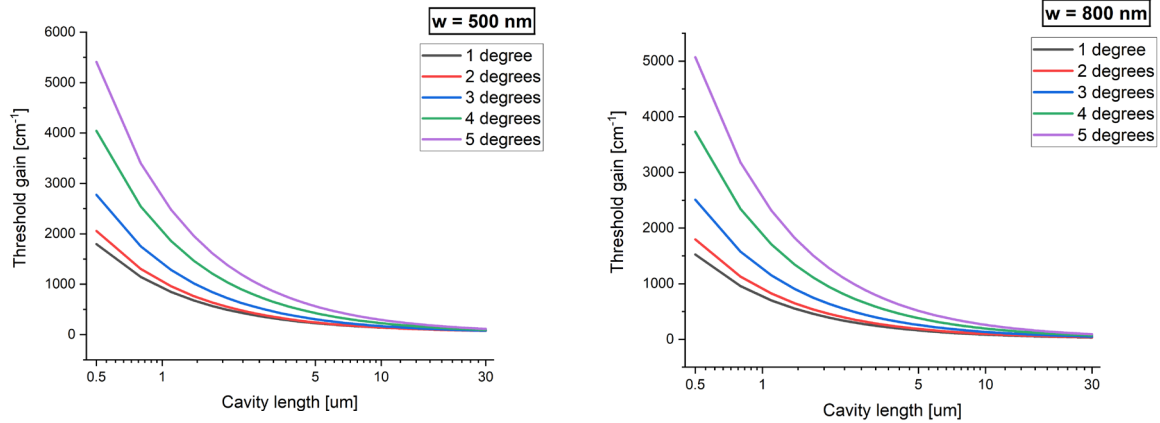 w = 500 nm
1 degree
2 degrees
3 degrees
4 degrees
5 degrees
6000
5000
4000
3000
2000
1000
0
Threshold gain [cm-1]
0.5 1 5 10 30
Cavity length [um]
w = 800 nm
1 degree
2 degrees
3 degrees
4 degrees
5 degrees
5000
4000
3000
2000
1000
0
Threshold gain [cm-1]
0.5 1 5 10 30
Cavity length [um]